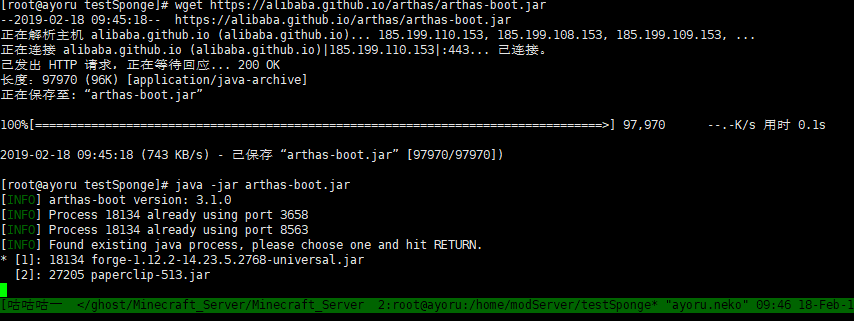 [root@ayoru testSponge]# wget https://alibaba.github.io/arthas/arthas-boot.jar
--2019-02-18 09:45:18--  https://alibaba.github.io/arthas/arthas-boot.jar
正在解析主机 alibaba.github.io (alibaba.github.io)... 185.199.110.153, 185.199.108.153, 185.199.109.153, ...
正在连接 alibaba.github.io (alibaba.github.io)|185.199.110.153|:443... 已连接。
已发出 HTTP 请求，正在等待回应... 200 OK
长度：97970 (96K) [application/java-archive]
正在保存至: “arthas-boot.jar”
100%[=================================================================================>] 97,970      --.-K/s 用时 0.1s
2019-02-18 09:45:18 (743 KB/s) - 已保存 “arthas-boot.jar” [97970/97970])
[root@ayoru testSponge]# java -jar arthas-boot.jar
[INFO] arthas-boot version: 3.1.0
[INFO] Process 18134 already using port 3658
[INFO] Process 18134 already using port 8563
[INFO] Found existing java process, please choose one and hit RETURN.
* [1]: 18134 forge-1.12.2-14.23.5.2768-universal.jar
  [2]: 27205 paperclip-513.jar
[咕咕咕一  </ghost/Minecraft_Server/Minecraft_Server  2:root@ayoru:/home/modServer/testSponge* "ayoru.neko" 09:46 18-Feb-1